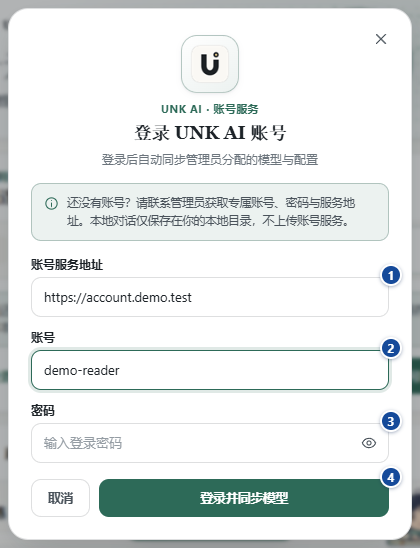 UNK AI · 账号服务
登录 UNK AI 账号
登录后自动同步管理员分配的模型与配置
还没有账号？请联系管理员获取专属账号、密码与服务地
址。本地对话仅保存在你的本地目录，不上传账号服务。
账号服务地址
1
https://account.demo.test
账号
2
demo-reader
密码
3
输入登录密码
4
取消
登录并同步模型